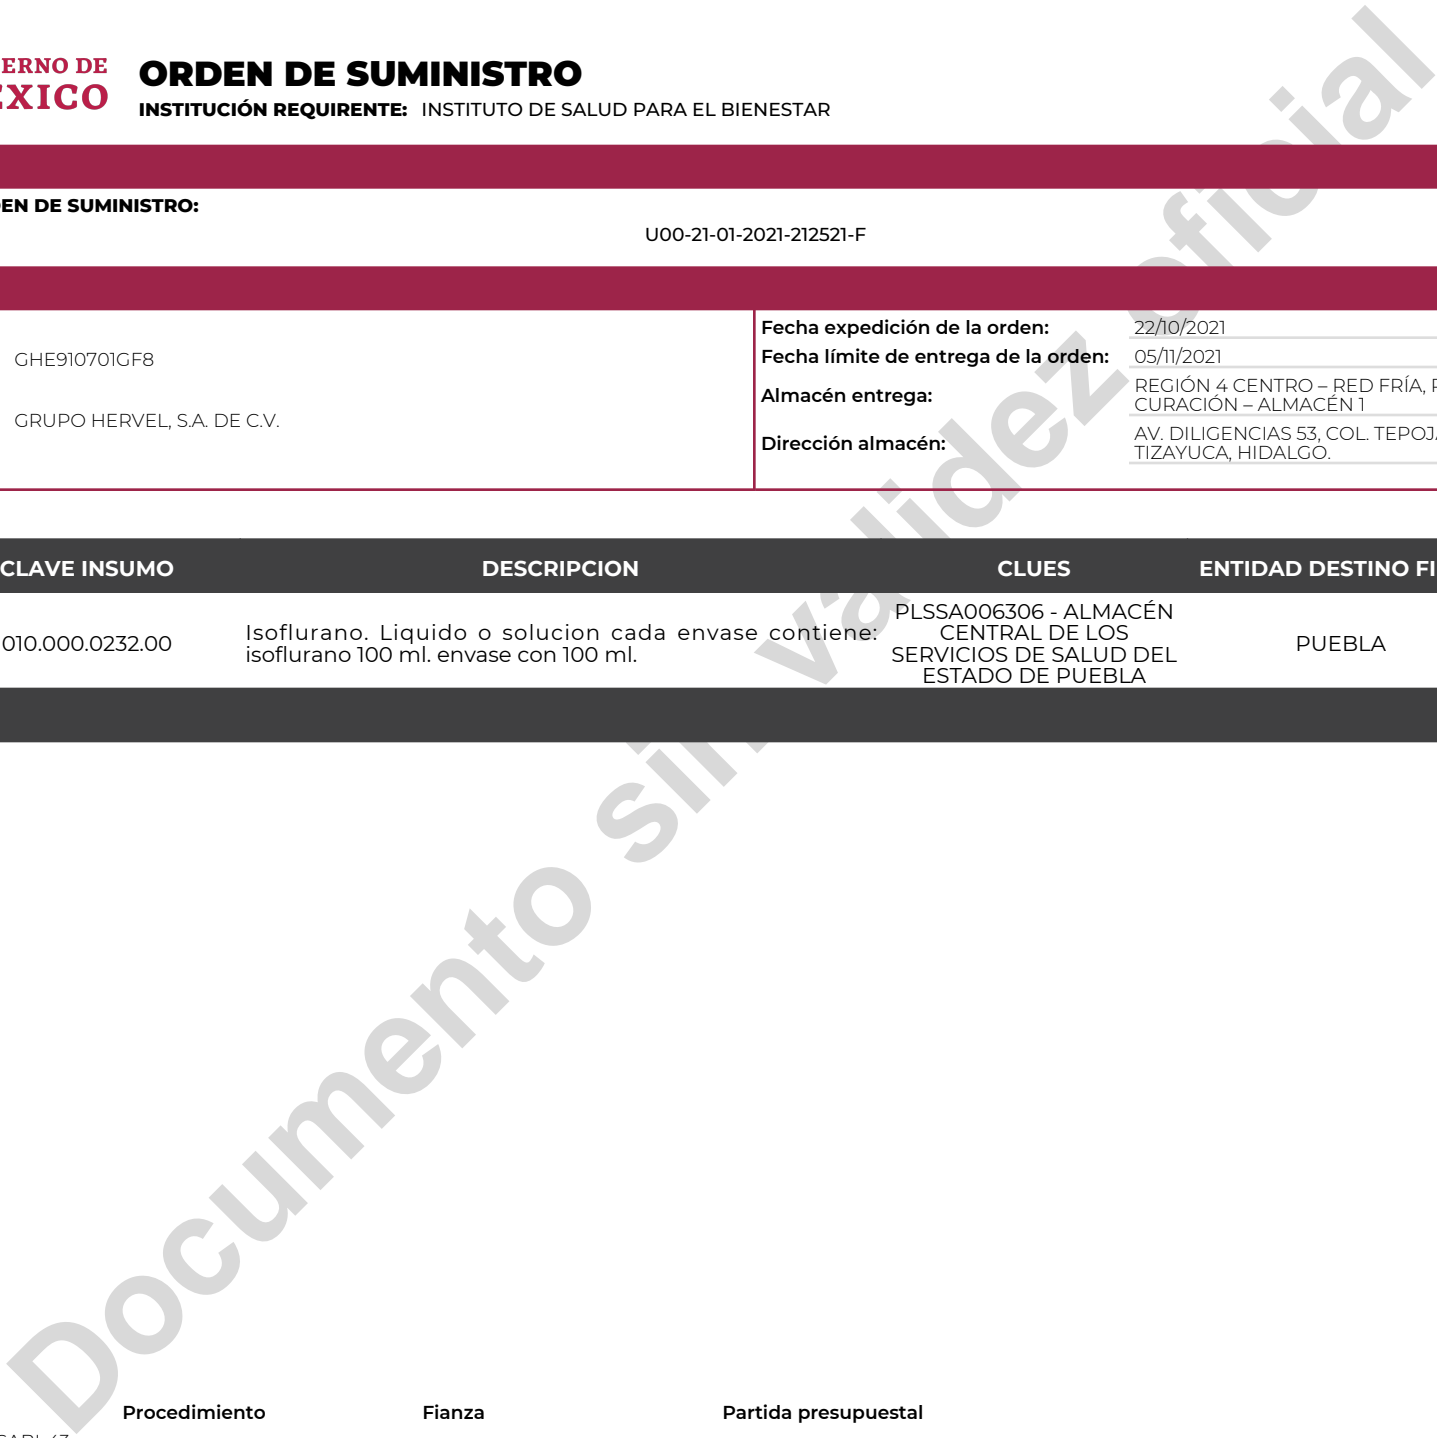 ERNO DE
ORDEN DE SUMINISTRO
INSTITUCIÓN REQUIRENTE: INSTITUTO DE SALUD PARA EL BIENESTAR
EXICO
EN DE SUMINISTRO:
U00-21-01-2021-212521-F
GHE910701GF8
GRUPO HERVEL, S.A. DE C.V.
Fecha expedición de la orden: 22/10/2021
Fecha límite de entrega de la orden: 05/11/2021
Almacén entrega: REGIÓN 4 CENTRO – RED FRÍA,
CURACIÓN – ALMACÉN 1
Dirección almacén: AV. DILIGENCIAS 53, COL. TEPOJA
TIZAYUCA, HIDALGO.
CLAVE INSUMO DESCRIPCION CLUES ENTIDAD DESTINO FI
010.000.0232.00
Isoflurano. Liquido o solucion cada envase contiene:
isoflurano 100 ml. envase con 100 ml.
PLSSA006306 - ALMACÉN
CENTRAL DE LOS
SERVICIOS DE SALUD DEL
ESTADO DE PUEBLA
PUEBLA
Documento sin validez oficial
Procedimiento Fianza Partida presupuestal